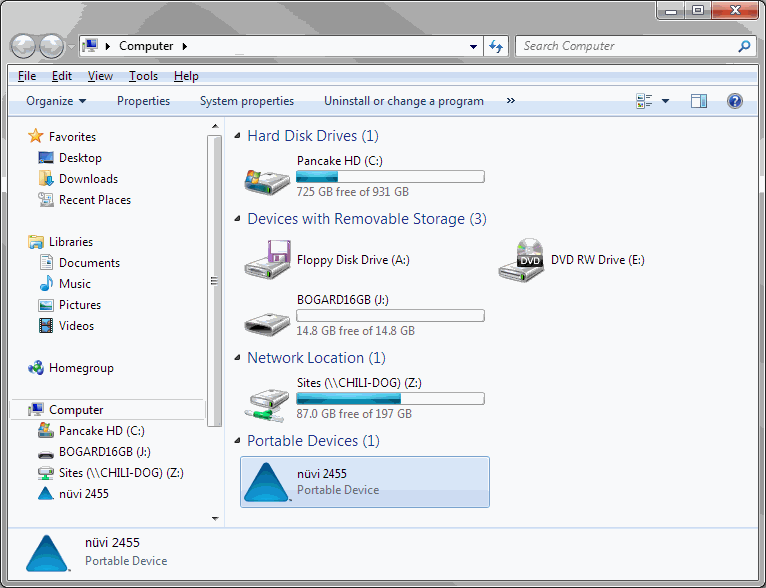 Computer
Search Computer
File Edit View Tools Help
Organize Properties System properties Uninstall or change a program »
Favorites
Desktop
Downloads
Recent Places
Libraries
Documents
Music
Pictures
Videos
Homegroup
Computer
Pancake HD (C:)
BOGARD16GB (J:)
Sites (\\CHILI-DOG) (Z:)
nüvi 2455
Hard Disk Drives (1)
Pancake HD (C:)
725 GB free of 931 GB
Devices with Removable Storage (3)
Floppy Disk Drive (A:)
DVD
DVD RW Drive (E:)
BOGARD16GB (J:)
14.8 GB free of 14.8 GB
Network Location (1)
Sites (\\CHILI-DOG) (Z:)
87.0 GB free of 197 GB
Portable Devices (1)
nüvi 2455
Portable Device
nüvi 2455
Portable Device